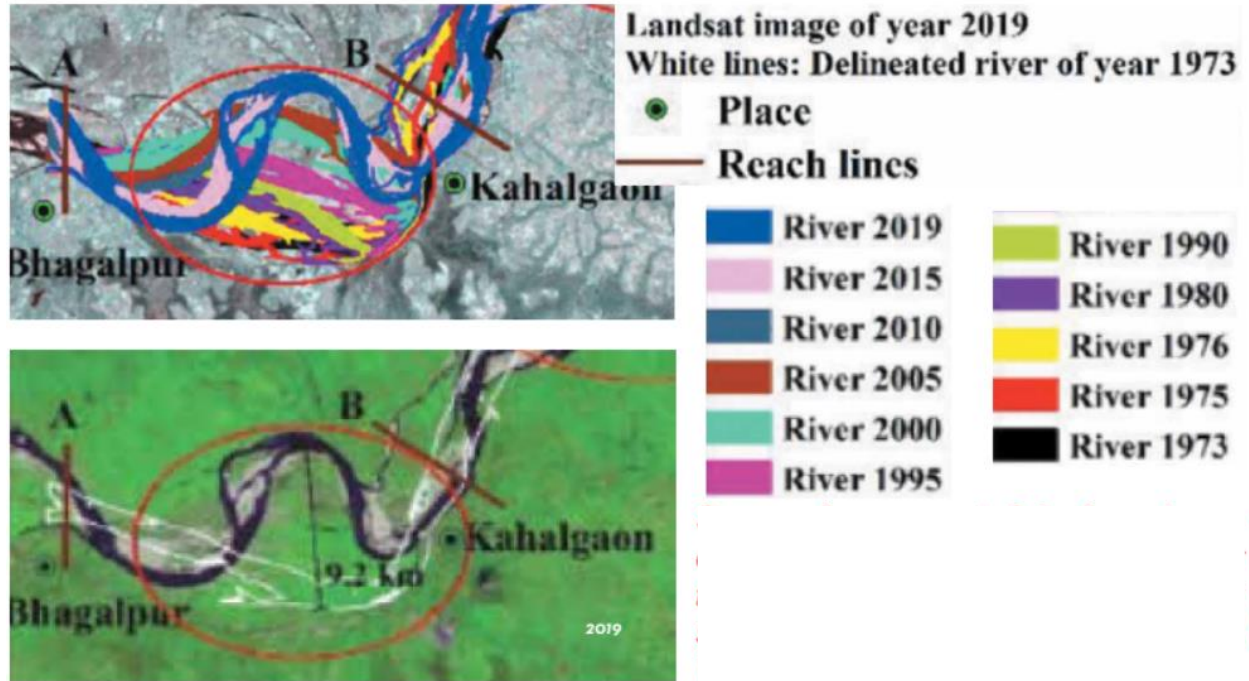 A
B
Kahalgaon
Bhagalpur
Landsat image of year 2019
White lines: Delineated river of year 1973
Place
Reach lines
River 2019
River 2015
River 2010
River 2005
River 2000
River 1995
River 1990
River 1980
River 1976
River 1975
River 1973
A
B
Kahalgaon
9.2 km
Bhagalpur
2019